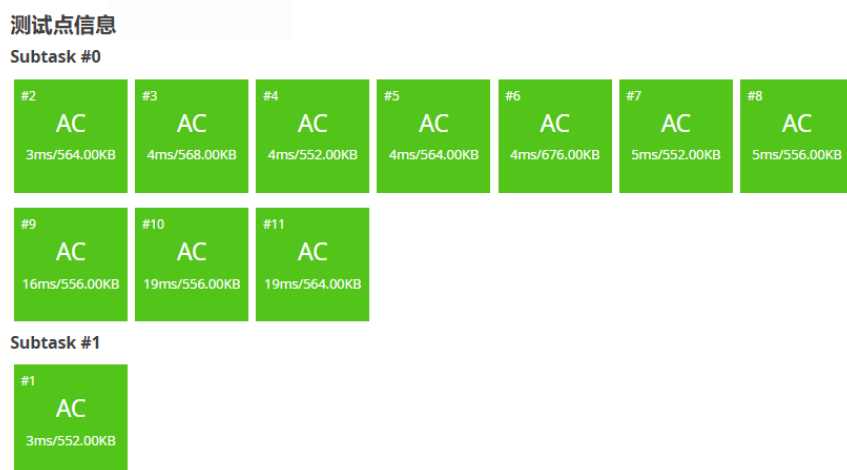 测试点信息
Subtask #0
#2 #3 #4 #5 #6 #7 #8
AC AC AC AC AC AC AC
3ms/564.00KB 4ms/568.00KB 4ms/552.00KB 4ms/564.00KB 4ms/676.00KB 5ms/552.00KB 5ms/556.00KB
#9 #10 #11
AC AC AC
16ms/556.00KB 19ms/556.00KB 19ms/564.00KB
Subtask #1
#1
AC
3ms/552.00KB